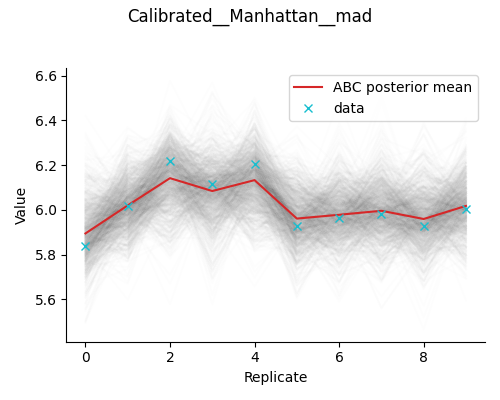 Calibrated__Manhattan__mad
6.6
6.4
6.2
6.0
5.8
5.6
Value
ABC posterior mean
data
0
2
4
6
8
Replicate